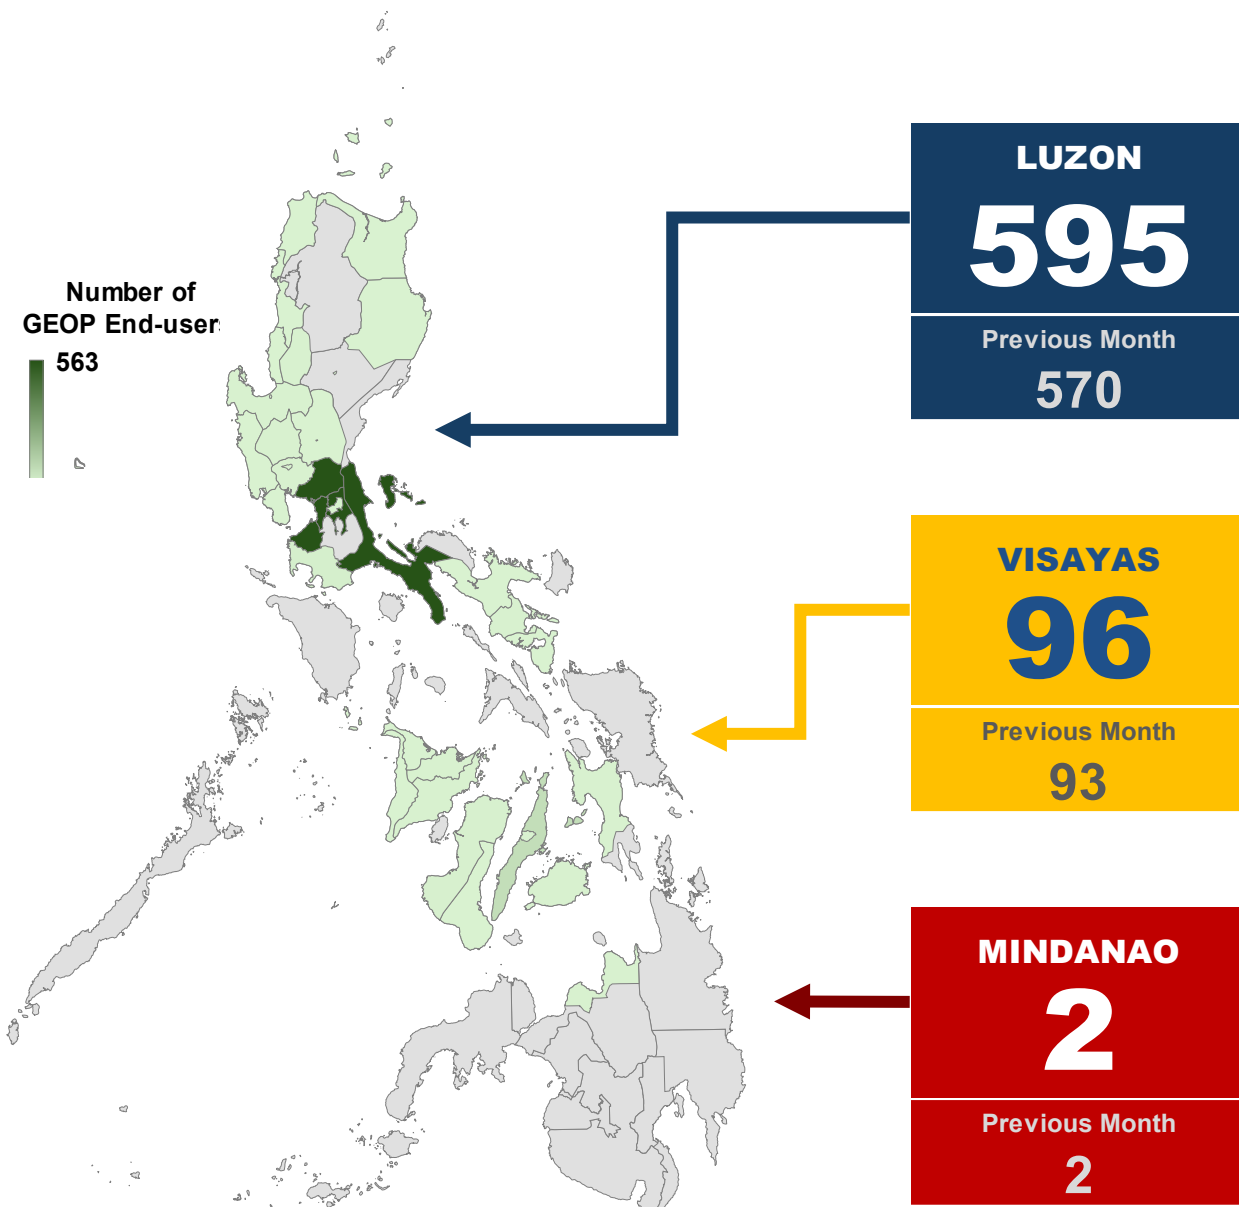 Number of
GEOP End-user
563
LUZON
595
Previous Month
570
VISAYAS
96
Previous Month
93
MINDANAO
2
Previous Month
2